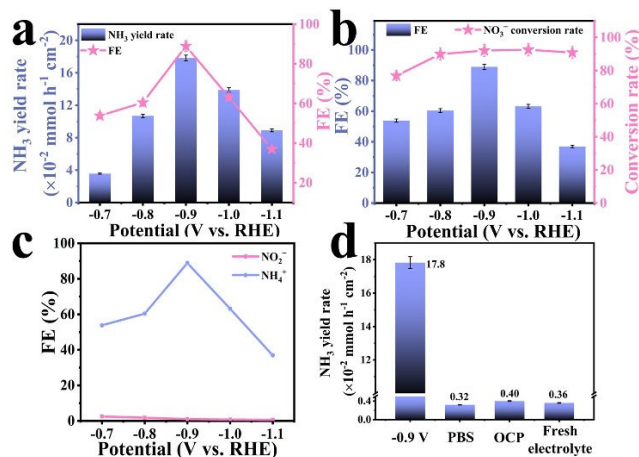 a
NH₃ yield rate
FE
NH₃ yield rate
(×10⁻² mmol h⁻¹ cm⁻²)
20
16
12
8
4
0
100
80
60
40
20
FE (%)
-0.7 -0.8 -0.9 -1.0 -1.1
Potential (V vs. RHE)
b
FE
NO₃⁻ conversion rate
FE (%)
100
80
60
40
20
0
100
80
60
40
20
0
Conversion rate (%)
-0.7 -0.8 -0.9 -1.0 -1.1
Potential (V vs. RHE)
c
NO₂⁻
NH₄⁺
FE (%)
100
80
60
40
20
0
-0.7 -0.8 -0.9 -1.0 -1.1
Potential (V vs. RHE)
d
NH₃ yield rate
(×10⁻² mmol h⁻¹ cm⁻²)
18
16
14
12
10
0.4
0.0
17.8
0.32
0.40
0.36
-0.9 V PBS OCP Fresh
electrolyte